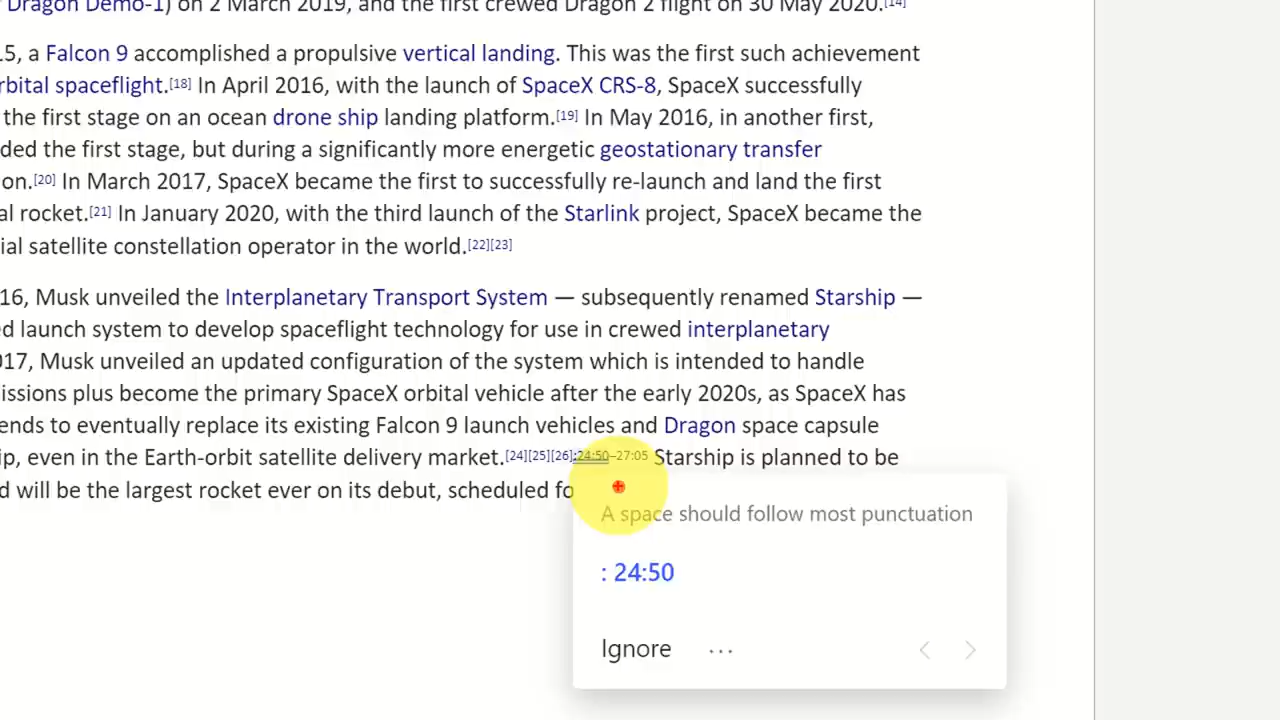 Dragon Demo-1) on 2 March 2019, and the first crewed Dragon 2 flight on 30 May 2020.[14]
15, a Falcon 9 accomplished a propulsive vertical landing. This was the first such achievement
rbital spaceflight.[18] In April 2016, with the launch of SpaceX CRS-8, SpaceX successfully
the first stage on an ocean drone ship landing platform.[19] In May 2016, in another first,
ded the first stage, but during a significantly more energetic geostationary transfer
on.[20] In March 2017, SpaceX became the first to successfully re-launch and land the first
al rocket.[21] In January 2020, with the third launch of the Starlink project, SpaceX became the
ial satellite constellation operator in the world.[22][23]
16, Musk unveiled the Interplanetary Transport System — subsequently renamed Starship —
ed launch system to develop spaceflight technology for use in crewed interplanetary
017, Musk unveiled an updated configuration of the system which is intended to handle
issions plus become the primary SpaceX orbital vehicle after the early 2020s, as SpaceX has
ends to eventually replace its existing Falcon 9 launch vehicles and Dragon space capsule
ip, even in the Earth-orbit satellite delivery market.[24][25][26]:24:50–27:05 Starship is planned to be
d will be the largest rocket ever on its debut, scheduled fo
A space should follow most punctuation
: 24:50
Ignore ...